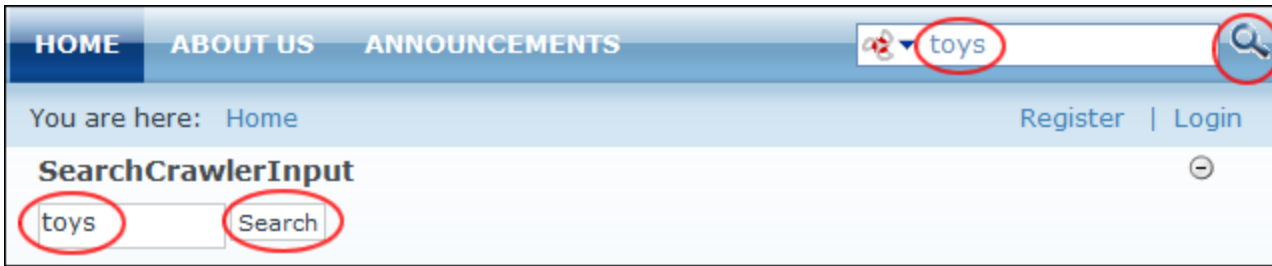 HOME ABOUT US ANNOUNCEMENTS toys
You are here: Home Register | Login
SearchCrawlerInput
toys Search